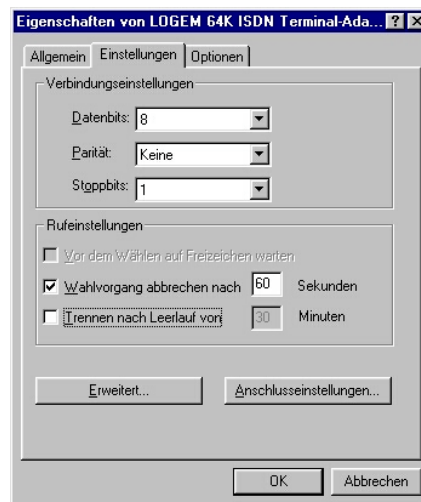 Eigenschaften von LOGEM 64K ISDN Terminal-Ada...
Allgemein Einstellungen Optionen
Verbindungseinstellungen
Datenbits: 8
Parität: Keine
Stoppbits: 1
Rufeinstellungen
Vor dem Wählen auf Freizeichen warten
Wahlvorgang abbrechen nach 60 Sekunden
Trennen nach Leerlauf von 30 Minuten
Erweitert... Anschlusseinstellungen...
OK Abbrechen